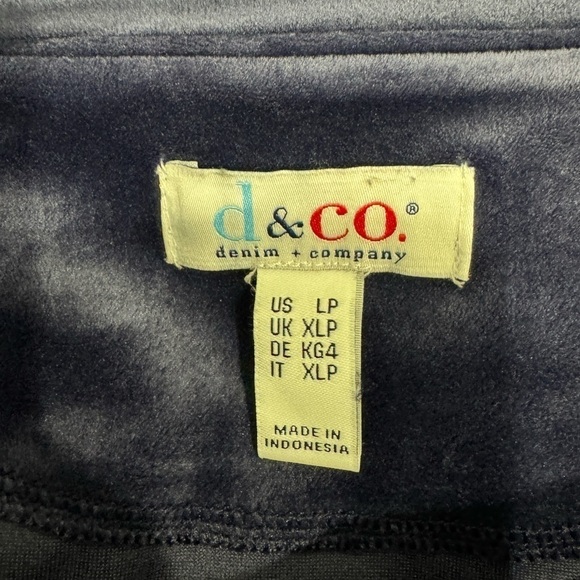 d & co.®
denim + company
US LP
UK XLP
DE KG4
IT XLP
MADE IN
INDONESIA